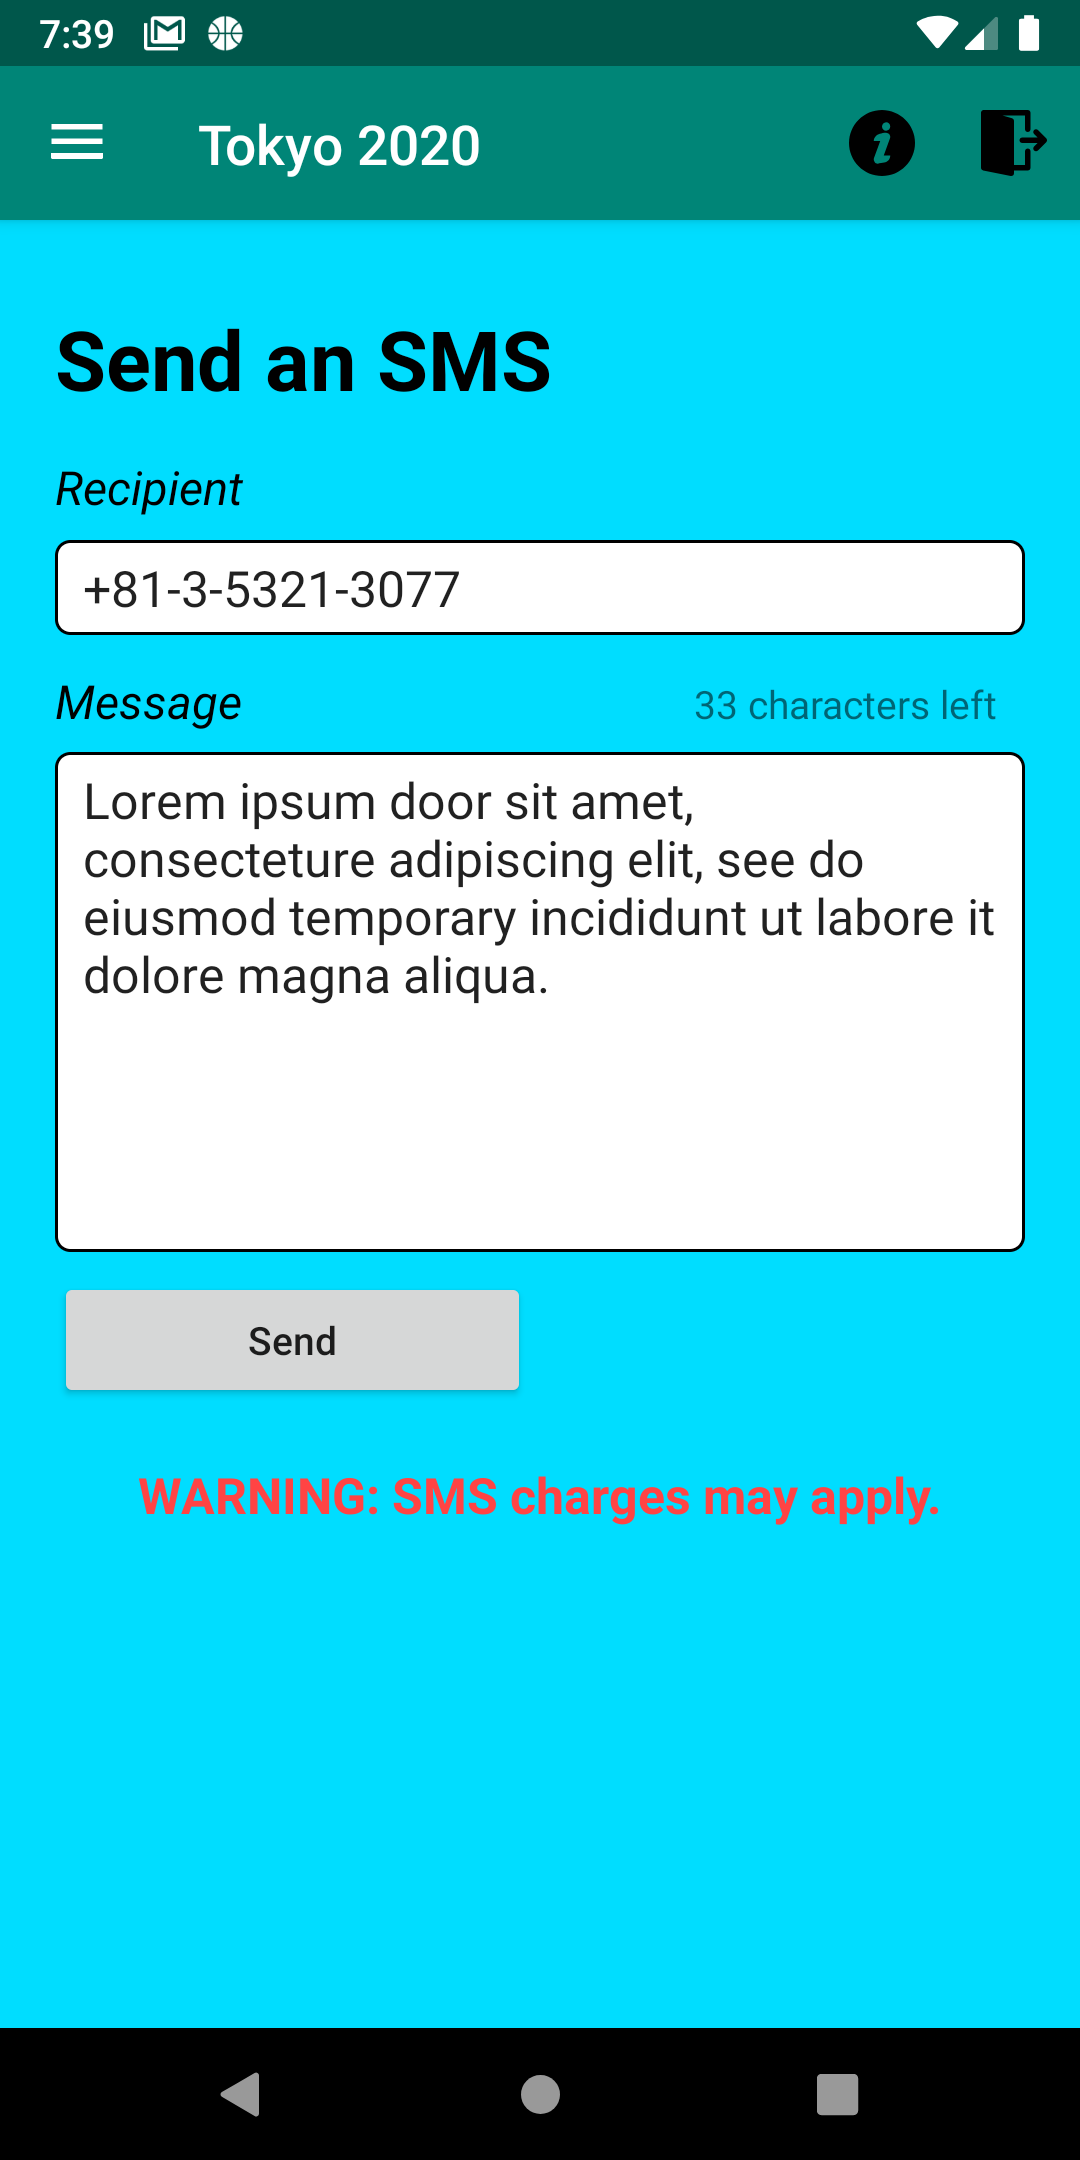 7:39
Tokyo 2020
Send an SMS
Recipient
+81-3-5321-3077
Message
33 characters left
Lorem ipsum door sit amet,
consecteture adipiscing elit, see do
eiusmod temporary incididunt ut labore it
dolore magna aliqua.
Send
WARNING: SMS charges may apply.